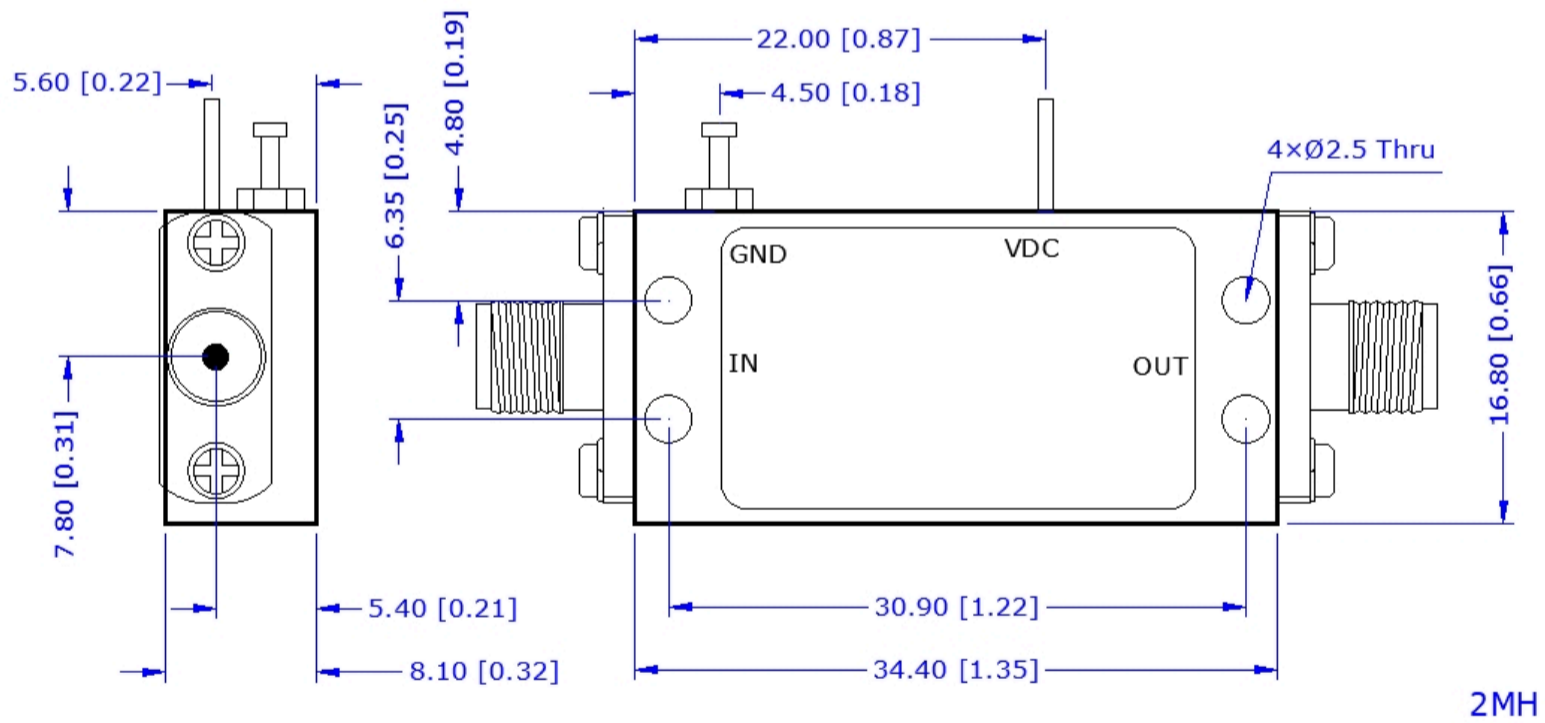 22.00 [0.87]
5.60 [0.22]
4.50 [0.18]
4.80 [0.19]
6.35 [0.25]
4×Ø2.5 Thru
GND
VDC
IN
OUT
16.80 [0.66]
7.80 [0.31]
5.40 [0.21]
30.90 [1.22]
8.10 [0.32]
34.40 [1.35]
2MH